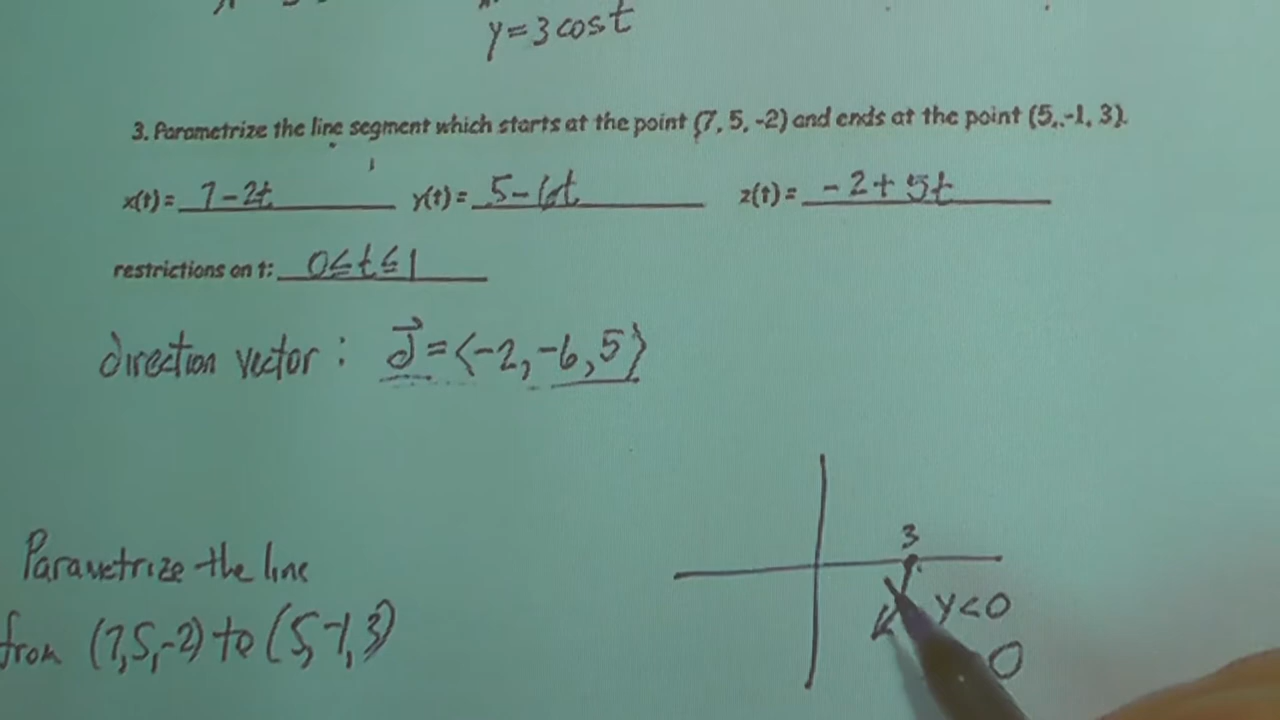 y=3cost
3. Parametrize the line segment which starts at the point (7, 5, -2) and ends at the point (5, -1, 3).
x(t) = 7-2t y(t) = 5-6t z(t) = -2+5t
restrictions on t: 0≤t≤1
direction vector : d⃗ =⟨-2,-6,5⟩
3
Parametrize the line
y<0
from (7,5,-2) to (5,-1,3)
0